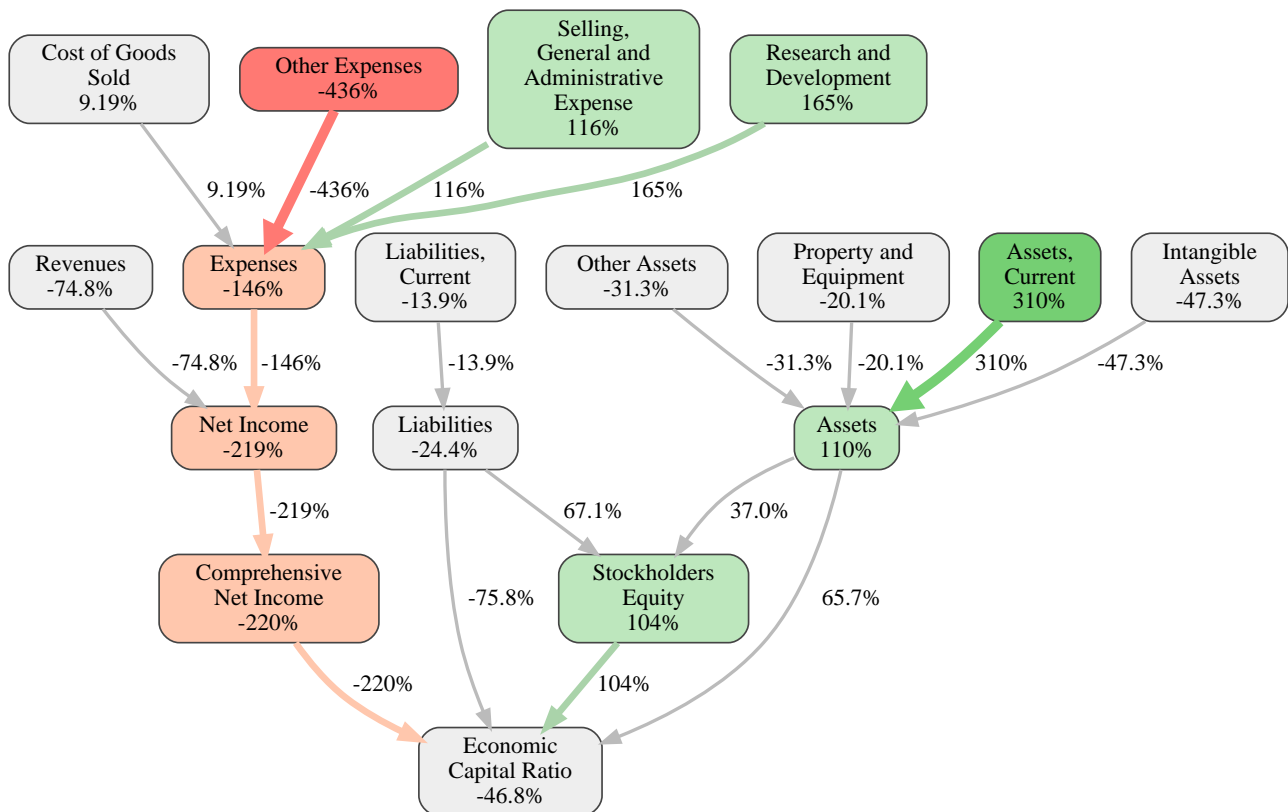 Cost of Goods
Sold
9.19%
Other Expenses
-436%
Selling,
General and
Administrative
Expense
116%
Research and
Development
165%
9.19%
-436%
116%
165%
Revenues
-74.8%
Expenses
-146%
Liabilities,
Current
-13.9%
Other Assets
-31.3%
Property and
Equipment
-20.1%
Assets,
Current
310%
Intangible
Assets
-47.3%
-74.8%
-146%
-13.9%
-31.3%
-20.1%
310%
-47.3%
Net Income
-219%
Liabilities
-24.4%
Assets
110%
-219%
67.1%
37.0%
Comprehensive
Net Income
-220%
-75.8%
Stockholders
Equity
104%
65.7%
-220%
104%
Economic
Capital Ratio
-46.8%